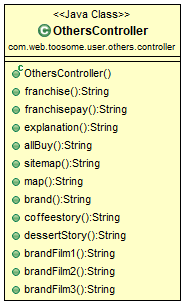 <<Java Class>>
OthersController
com.web.toosome.user.others.controller
OthersController()
franchise():String
franchisepay():String
explanation():String
allBuy():String
sitemap():String
map():String
brand():String
coffeestory():String
dessertStory():String
brandFilm1():String
brandFilm2():String
brandFilm3():String